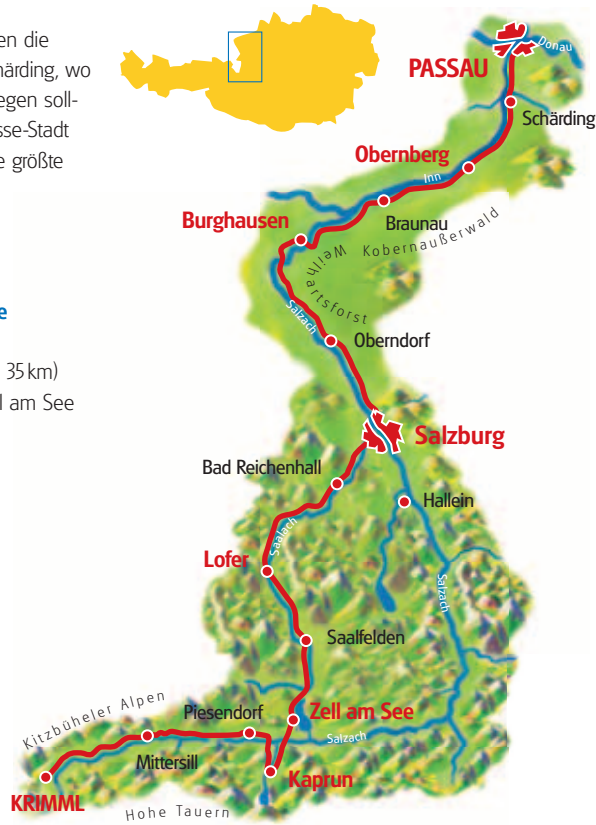 en die
härding, wo
egen soll-
sse-Stadt
e größte
e
35 km)
l am See
Donau
PASSAU
Schärding
Obernberg
Inn
Braunau
Burghausen
Kobernaußerwald
Weilhartsforst
Salzach
Oberndorf
Salzburg
Bad Reichenhall
Hallein
Saalach
Lofer
Salzach
Saalfelden
Kitzbüheler Alpen
Piesendorf
Zell am See
Salzach
Mittersill
Kaprun
KRIMML
Hohe Tauern